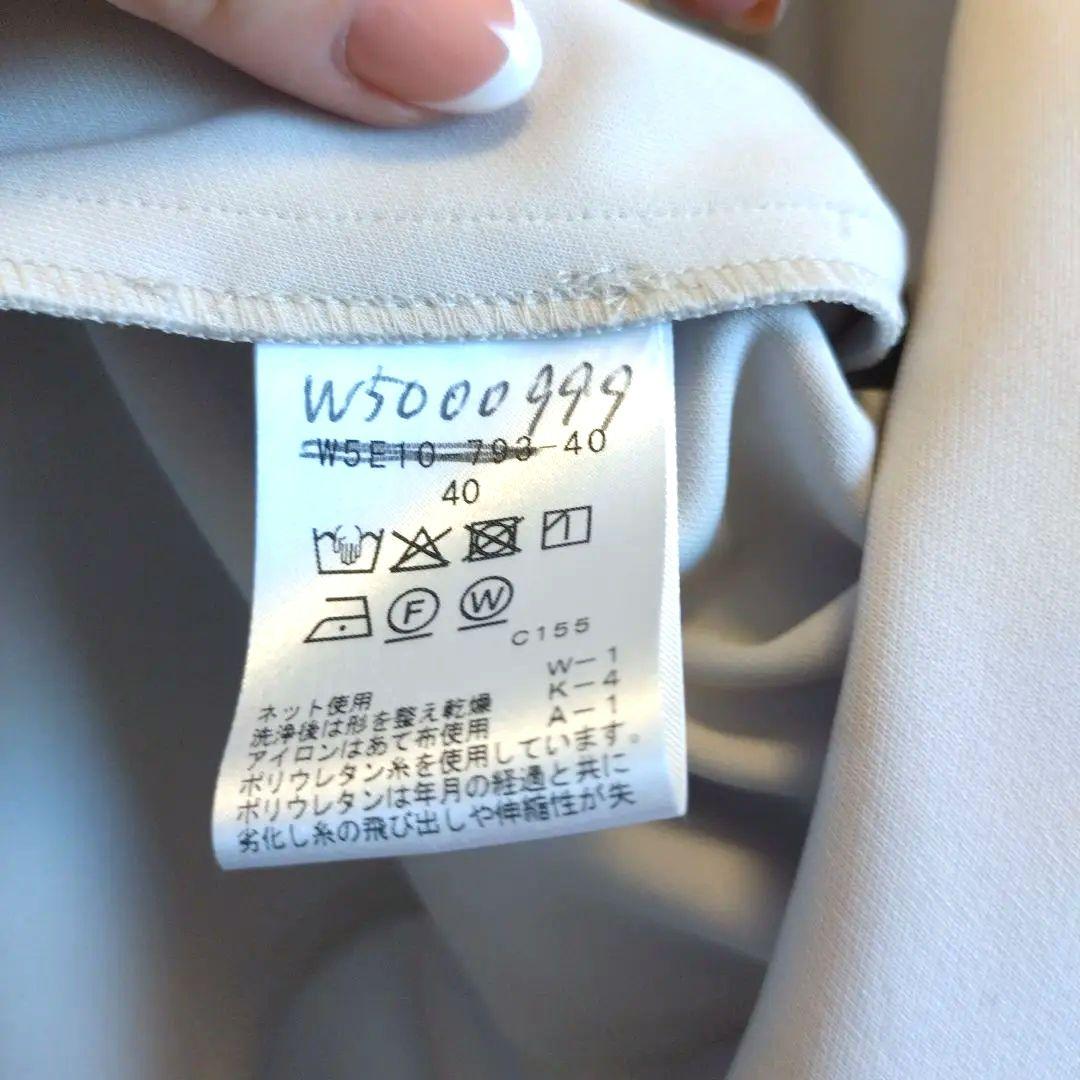 W5000999
W5E10-793-40
40
F W
C155
W-1
K-4
A-1
ネット使用
洗浄後は形を整え乾燥
アイロンはあて布使用
ポリウレタン糸を使用しています。
ポリウレタンは年月の経過と共に
劣化し糸の飛び出しや伸縮性が失